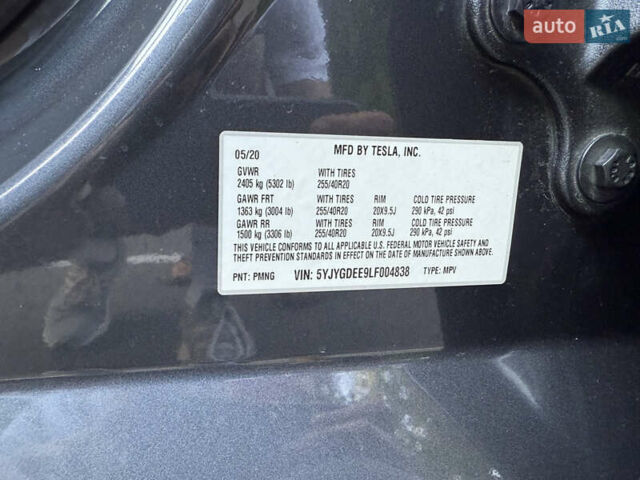 auto RIA.com
05/20 MFD BY TESLA, INC.
GVWR WITH TIRES
2405 kg (5302 lb) 255/40R20
GAWR FRT WITH TIRES RIM COLD TIRE PRESSURE
1363 kg (3004 lb) 255/40R20 20X9.5J 290 kPa, 42 psi
GAWR RR WITH TIRES RIM COLD TIRE PRESSURE
1500 kg (3306 lb) 255/40R20 20X9.5J 290 kPa, 42 psi
THIS VEHICLE CONFORMS TO ALL APPLICABLE U.S. FEDERAL MOTOR VEHICLE SAFETY AND
THEFT PREVENTION STANDARDS IN EFFECT ON THE DATE OF MANUFACTURE SHOWN ABOVE.
PNT: PMNG VIN: 5YJYGDEE9LF004838 TYPE: MPV